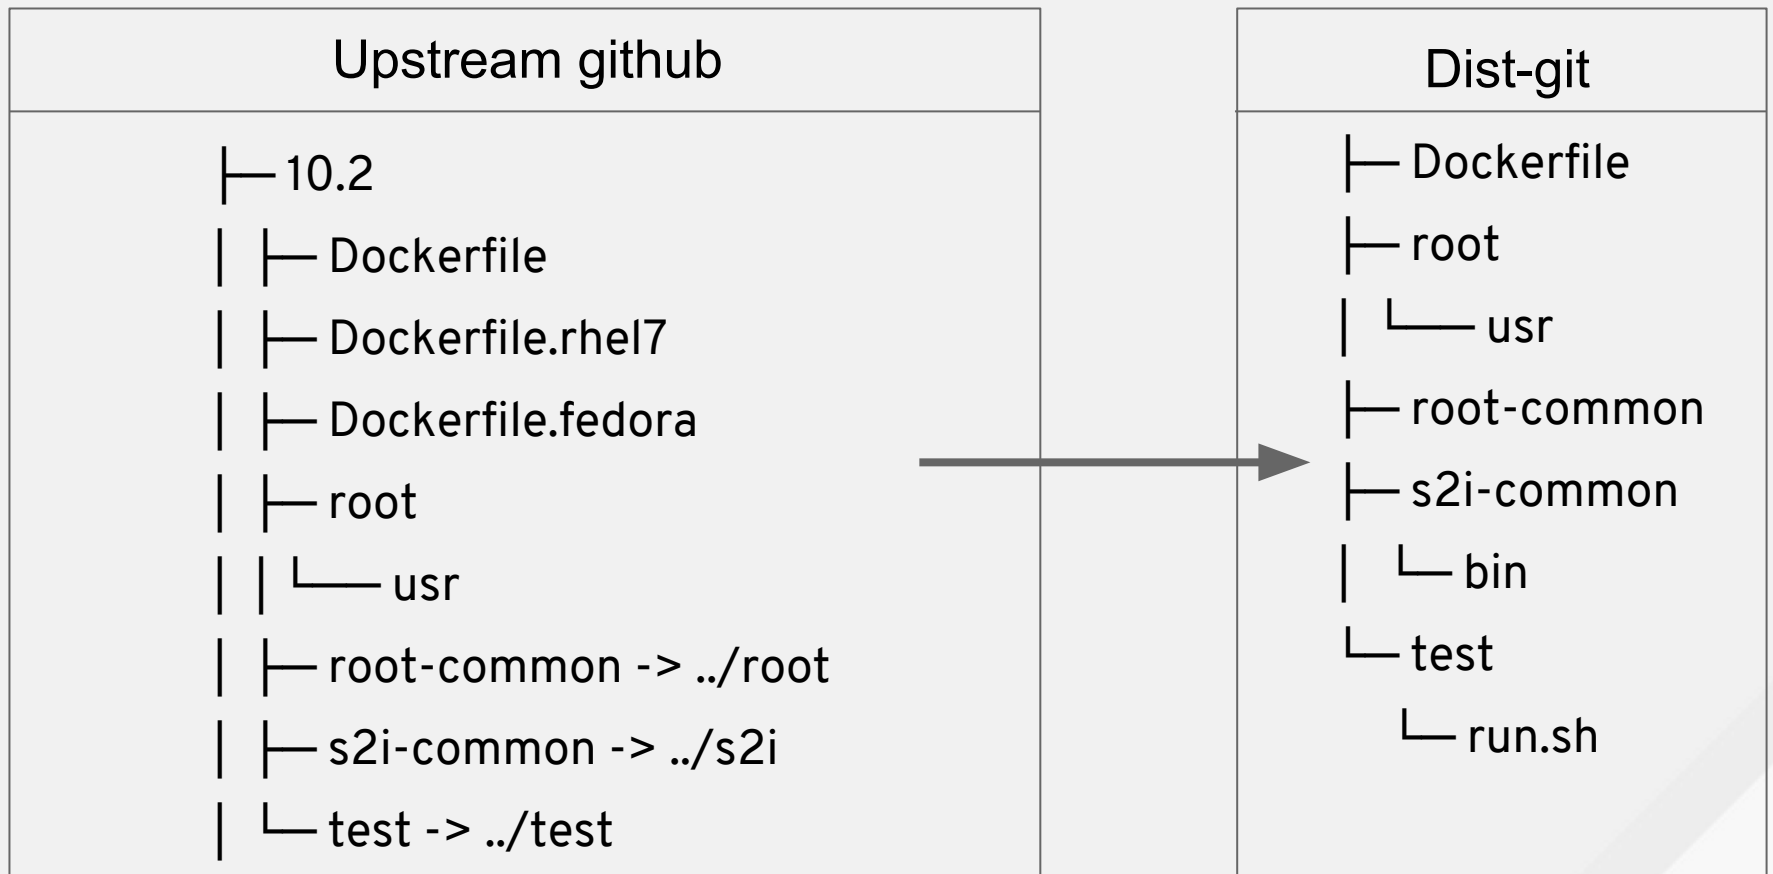 Upstream github
├── 10.2
│ ├── Dockerfile
│ ├── Dockerfile.rhel7
│ ├── Dockerfile.fedora
│ ├── root
│ │ └── usr
│ ├── root-common -> ../root
│ ├── s2i-common -> ../s2i
│ └── test -> ../test
Dist-git
├── Dockerfile
├── root
│ └── usr
├── root-common
├── s2i-common
│ └── bin
└── test
└── run.sh